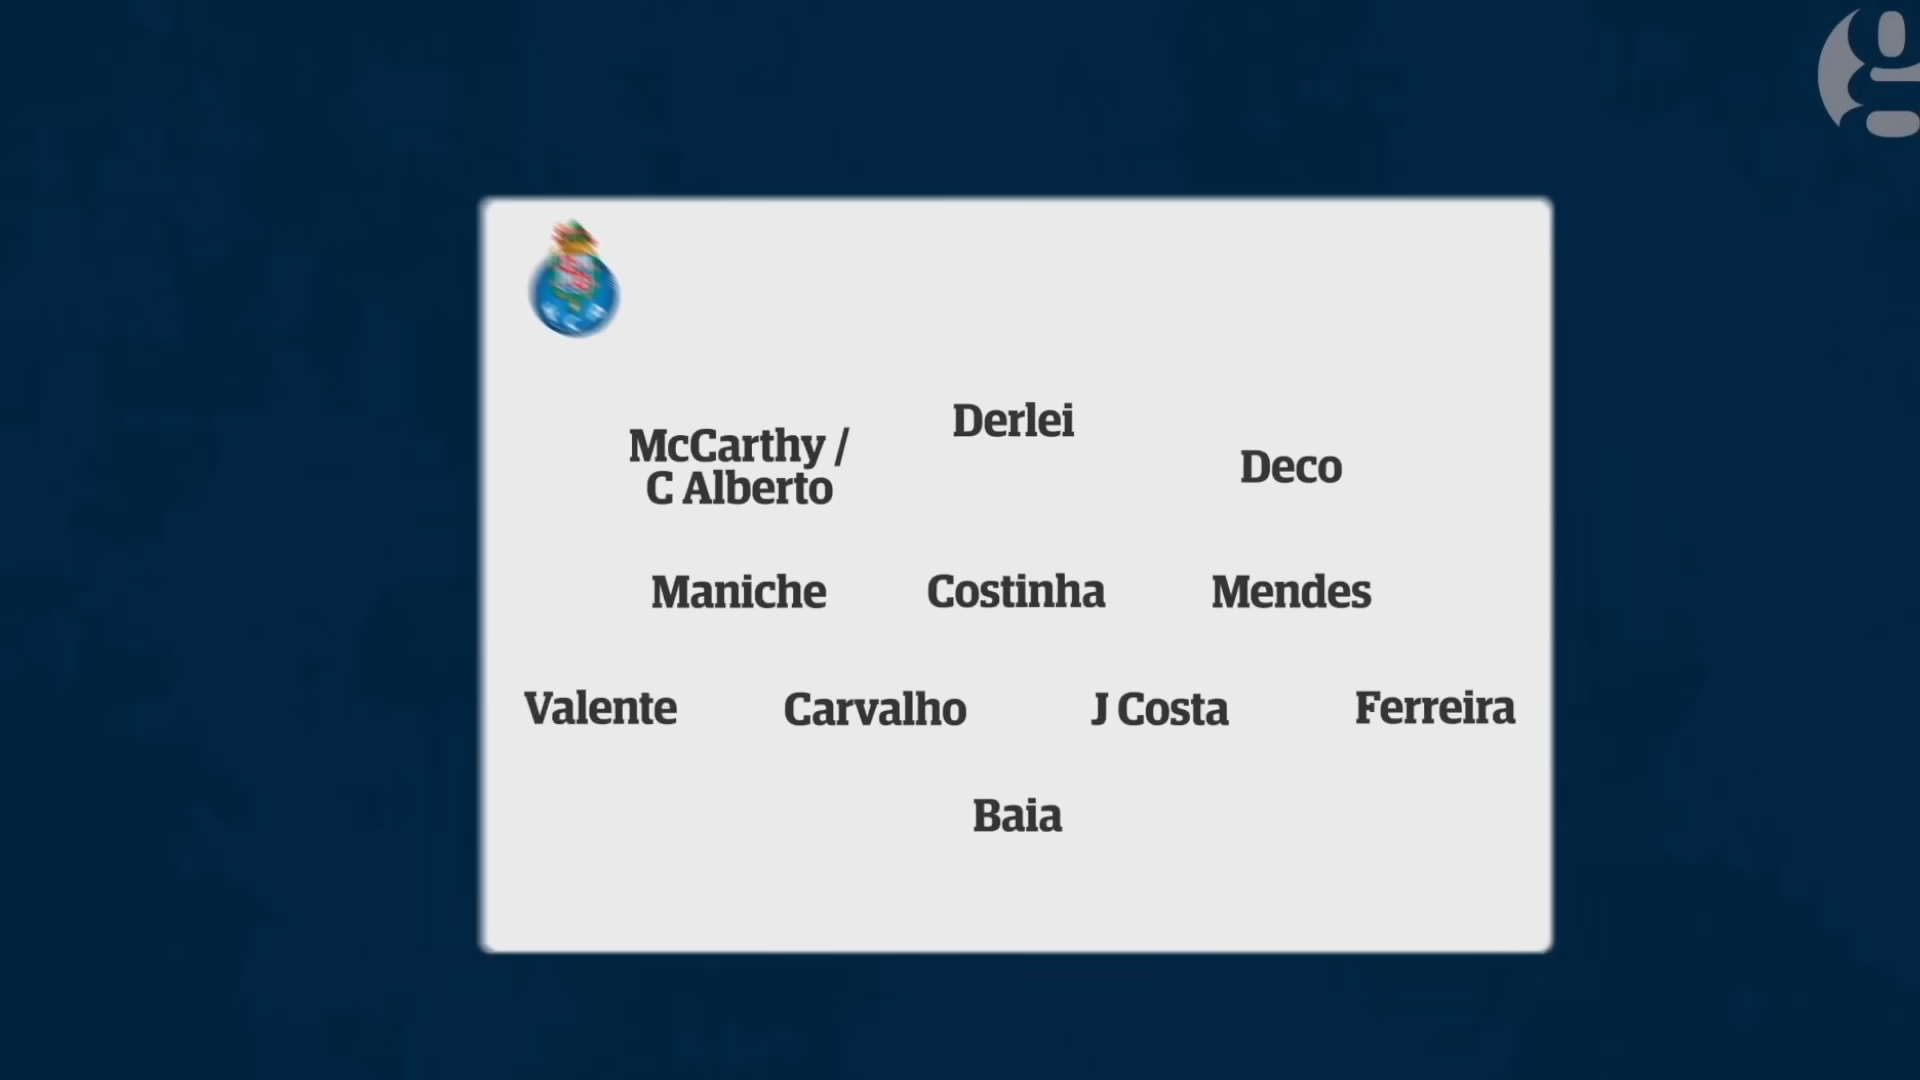 Derlei
McCarthy /
C Alberto
Deco
Maniche
Costinha
Mendes
Valente
Carvalho
J Costa
Ferreira
Baia